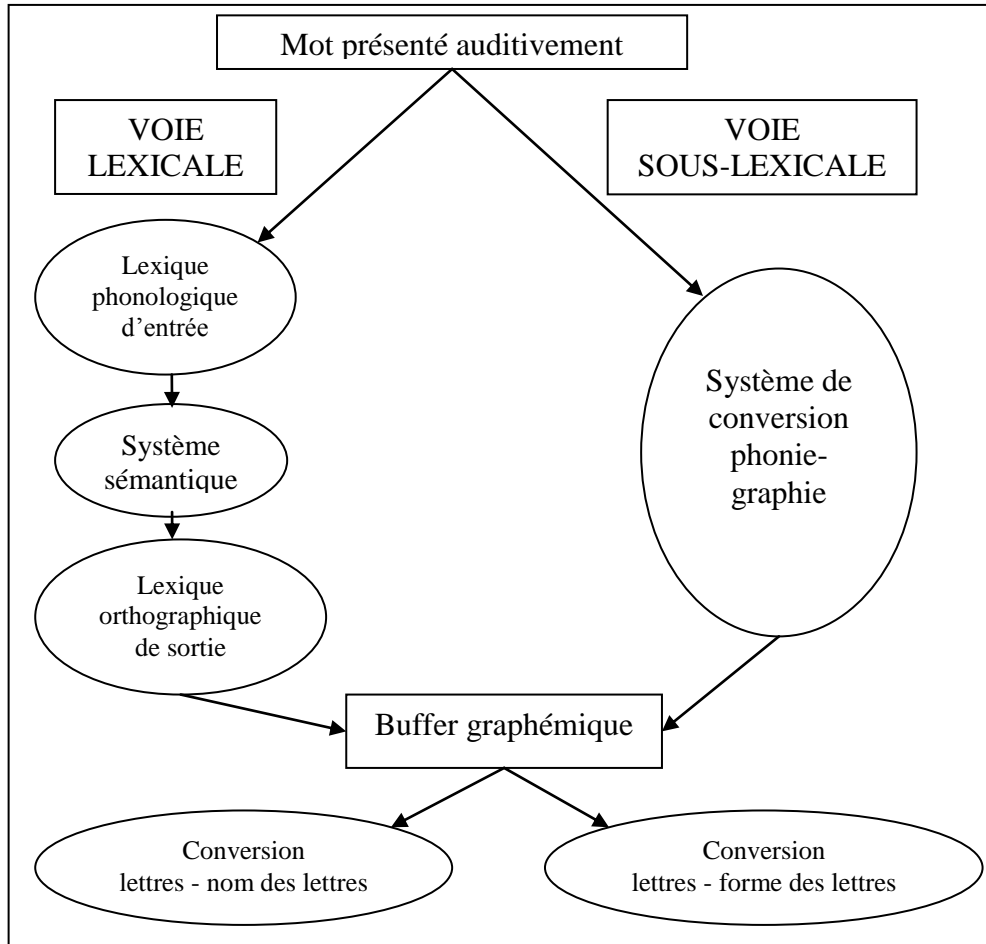 Mot présenté auditivement
VOIE
LEXICALE
VOIE
SOUS-LEXICALE
Lexique
phonologique
d’entrée
Système
sémantique
Lexique
orthographique
de sortie
Système de
conversion
phonie-
graphie
Buffer graphémique
Conversion
lettres - nom des lettres
Conversion
lettres - forme des lettres